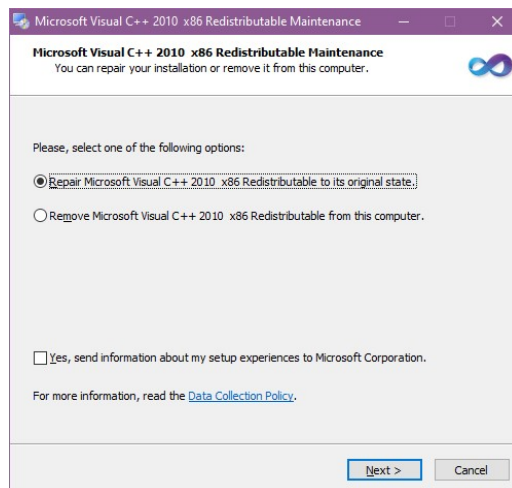 Microsoft Visual C++ 2010 x86 Redistributable Maintenance
Microsoft Visual C++ 2010 x86 Redistributable Maintenance
You can repair your installation or remove it from this computer.
Please, select one of the following options:
Repair Microsoft Visual C++ 2010 x86 Redistributable to its original state.
Remove Microsoft Visual C++ 2010 x86 Redistributable from this computer.
Yes, send information about my setup experiences to Microsoft Corporation.
For more information, read the Data Collection Policy.
Next > Cancel